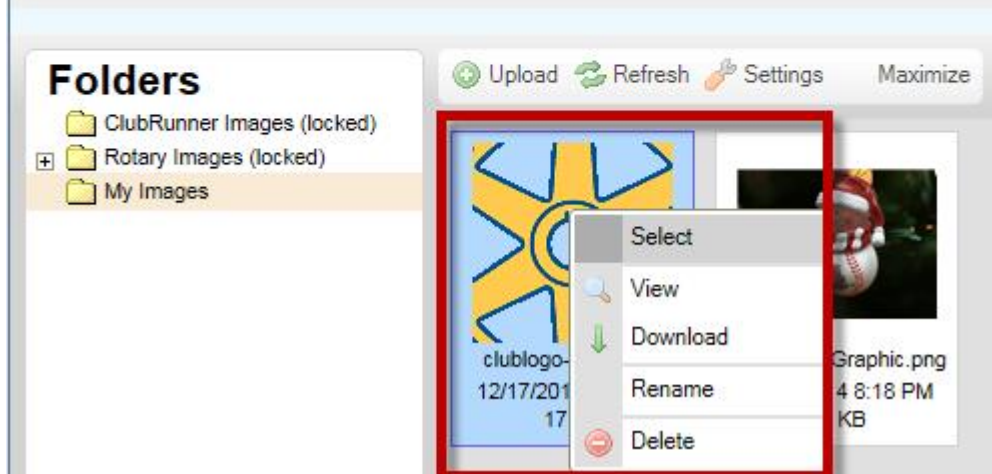 Folders
ClubRunner Images (locked)
Rotary Images (locked)
My Images
Upload Refresh Settings Maximize
Select
View
Download
Rename
Delete
clublogo-
12/17/201
17
Graphic.png
4 8:18 PM
KB